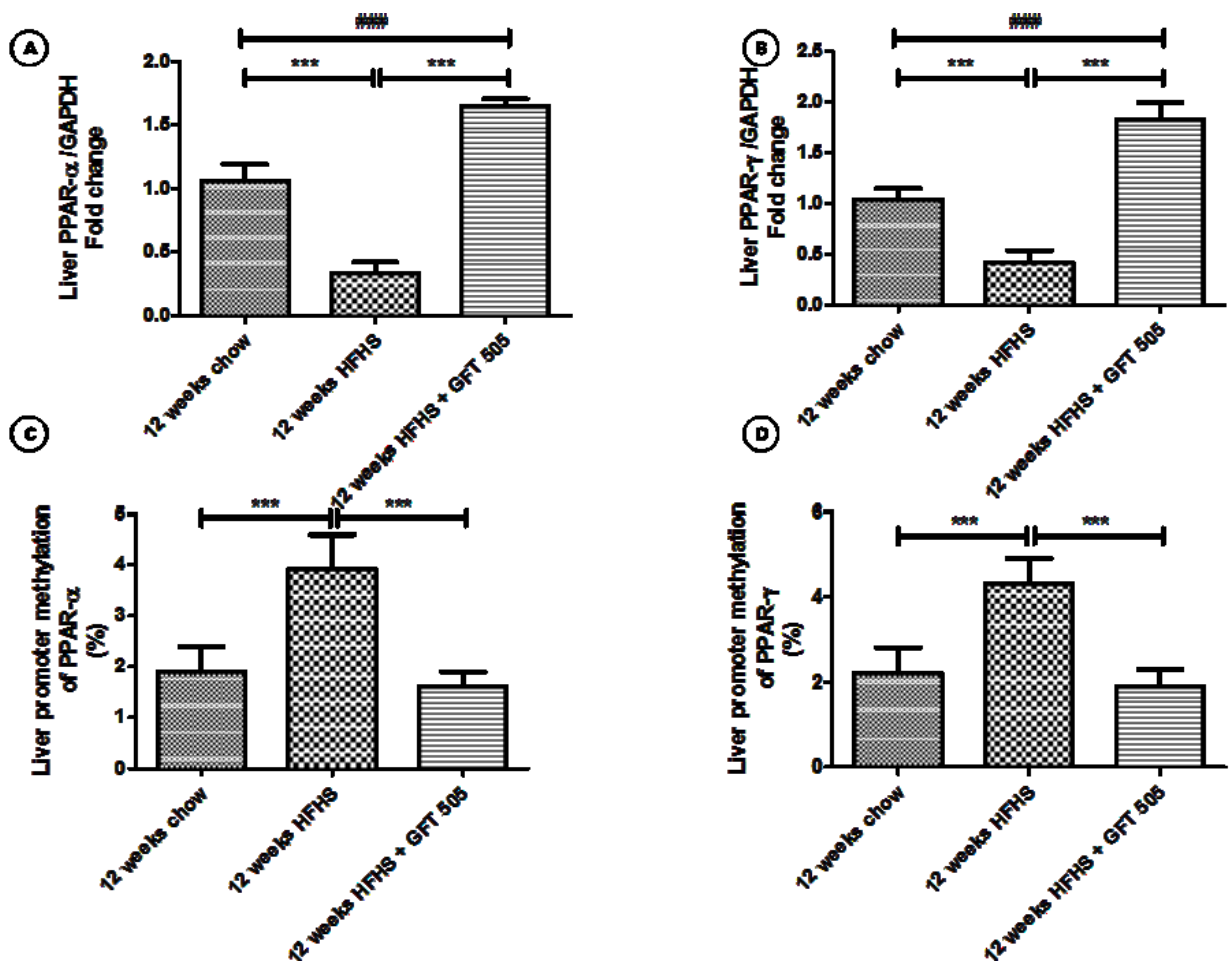 A
###
***
***
Liver PPAR-α /GAPDH
Fold change
2.0
1.5
1.0
0.5
0.0
12 weeks chow
12 weeks HFHS
12 weeks HFHS + GFT 505
B
###
***
***
Liver PPAR-γ /GAPDH
Fold change
2.5
2.0
1.5
1.0
0.5
0.0
12 weeks chow
12 weeks HFHS
12 weeks HFHS + GFT 505
C
***
***
Liver promoter methylation
of PPAR-α
(%)
5
4
3
2
1
0
12 weeks chow
12 weeks HFHS
12 weeks HFHS + GFT 505
D
***
***
Liver promoter methylation
of PPAR-γ
(%)
6
4
2
0
12 weeks chow
12 weeks HFHS
12 weeks HFHS + GFT 505